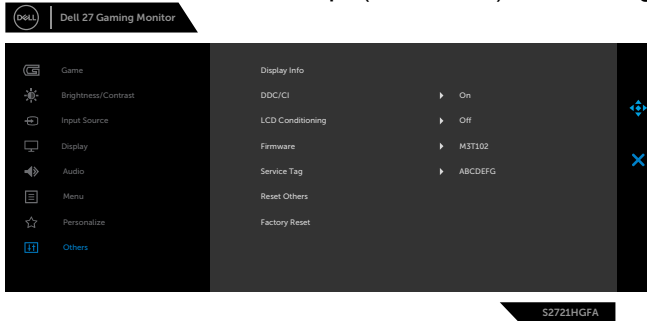 DELL Dell 27 Gaming Monitor
Game Display Info
Brightness/Contrast DDC/CI On
Input Source LCD Conditioning Off
Display Firmware M3T102
Audio Service Tag ABCDEFG
Menu Reset Others
Personalize Factory Reset
Others
S2721HGFA